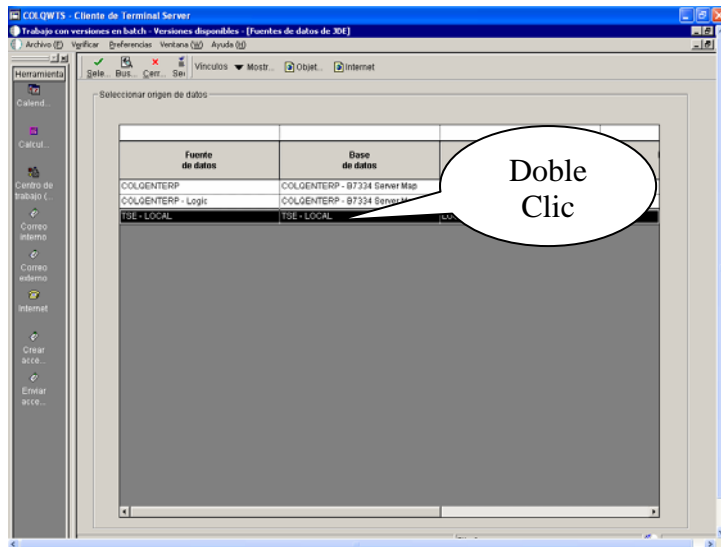 COLQWTS - Cliente de Terminal Server
Trabajo con versiones en batch - Versiones disponibles - [Fuentes de datos de JDE]
Archivo (F) Verificar Preferencias Ventana (W) Ayuda (H)
Herramienta
Sele... Bus... Cerr... Sei Vínculos Mostr... Objet... Internet
Calend...
Calcul...
Centro de
trabajo (...
Correo
interno
Correo
externo
Internet
Crear
acce...
Enviar
acce...
Seleccionar origen de datos
Fuente
de datos
Base
de datos
COLQENTERP COLQENTERP - B7334 Server Map
COLQENTERP - Logic COLQENTERP - B7334 Server
TSE - LOCAL TSE - LOCAL
Doble
Clic